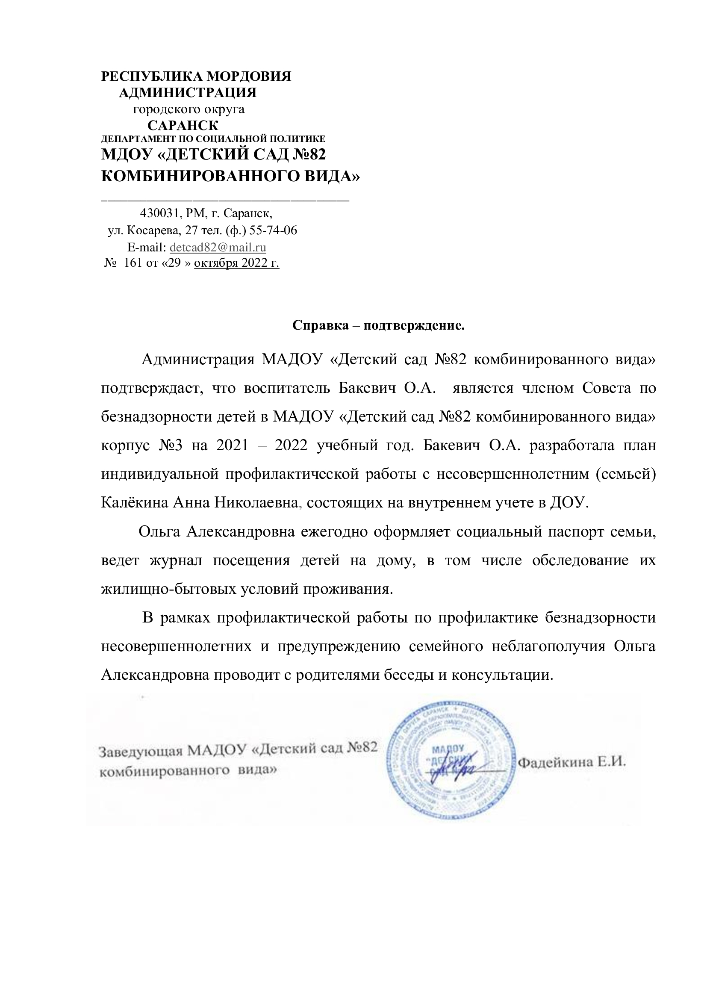 РЕСПУБЛИКА МОРДОВИЯ
АДМИНИСТРАЦИЯ
городского округа
САРАНСК
ДЕПАРТАМЕНТ ПО СОЦИАЛЬНОЙ ПОЛИТИКЕ
МДОУ «ДЕТСКИЙ САД №82
КОМБИНИРОВАННОГО ВИДА»
430031, РМ, г. Саранск,
ул. Косарева, 27 тел. (ф.) 55-74-06
E-mail: detcad82@mail.ru
№ 161 от «29 » октября 2022 г.
Справка – подтверждение.
Администрация МАДОУ «Детский сад №82 комбинированного вида»
подтверждает, что воспитатель Бакевич О.А. является членом Совета по
безнадзорности детей в МАДОУ «Детский сад №82 комбинированного вида»
корпус №3 на 2021 – 2022 учебный год. Бакевич О.А. разработала план
индивидуальной профилактической работы с несовершеннолетним (семьей)
Калёкина Анна Николаевна, состоящих на внутреннем учете в ДОУ.
Ольга Александровна ежегодно оформляет социальный паспорт семьи,
ведет журнал посещения детей на дому, в том числе обследование их
жилищно-бытовых условий проживания.
В рамках профилактической работы по профилактике безнадзорности
несовершеннолетних и предупреждению семейного неблагополучия Ольга
Александровна проводит с родителями беседы и консультации.
Заведующая МАДОУ «Детский сад №82
комбинированного вида»
МАДОУ
"ДЕТСКИЙ
САД
Фадейкина Е.И.